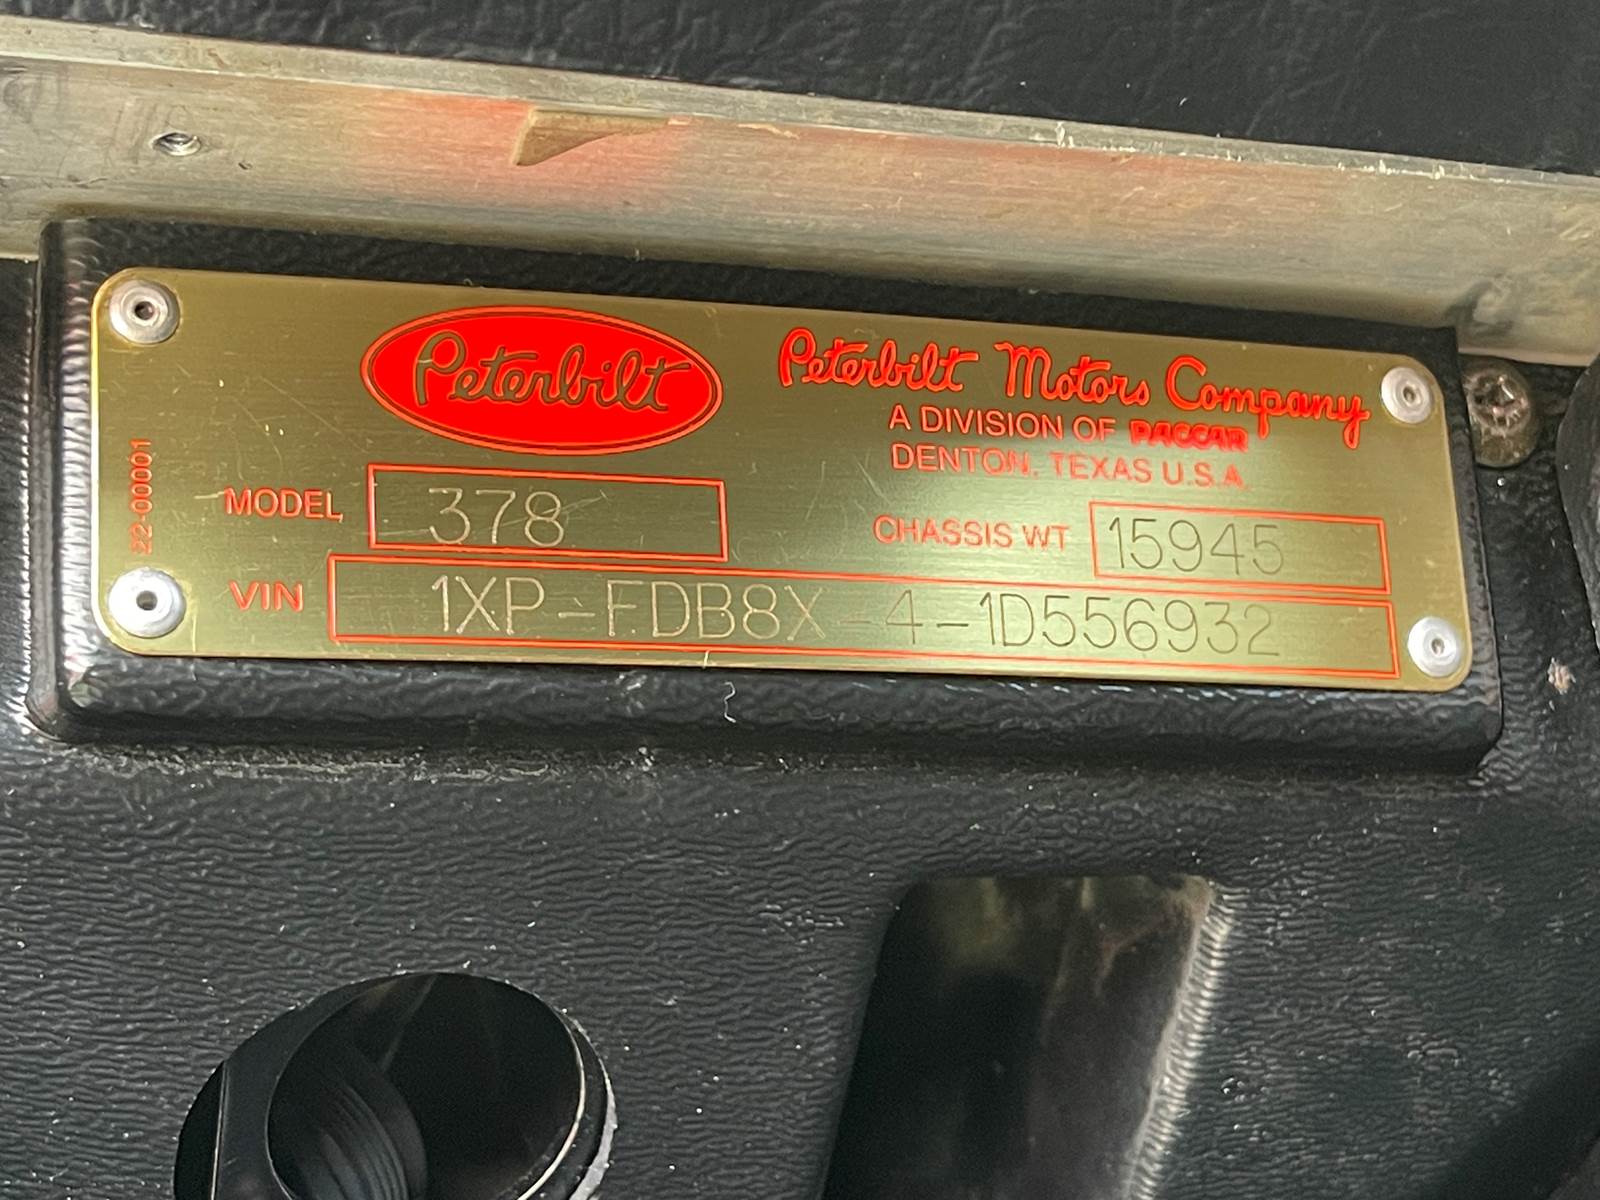 Peterbilt
Peterbilt Motors Company
A DIVISION OF PACCAR
DENTON, TEXAS U.S.A.
22-00001
MODEL 378
CHASSIS WT 15945
VIN 1XP-FDB8X-4-1D556932